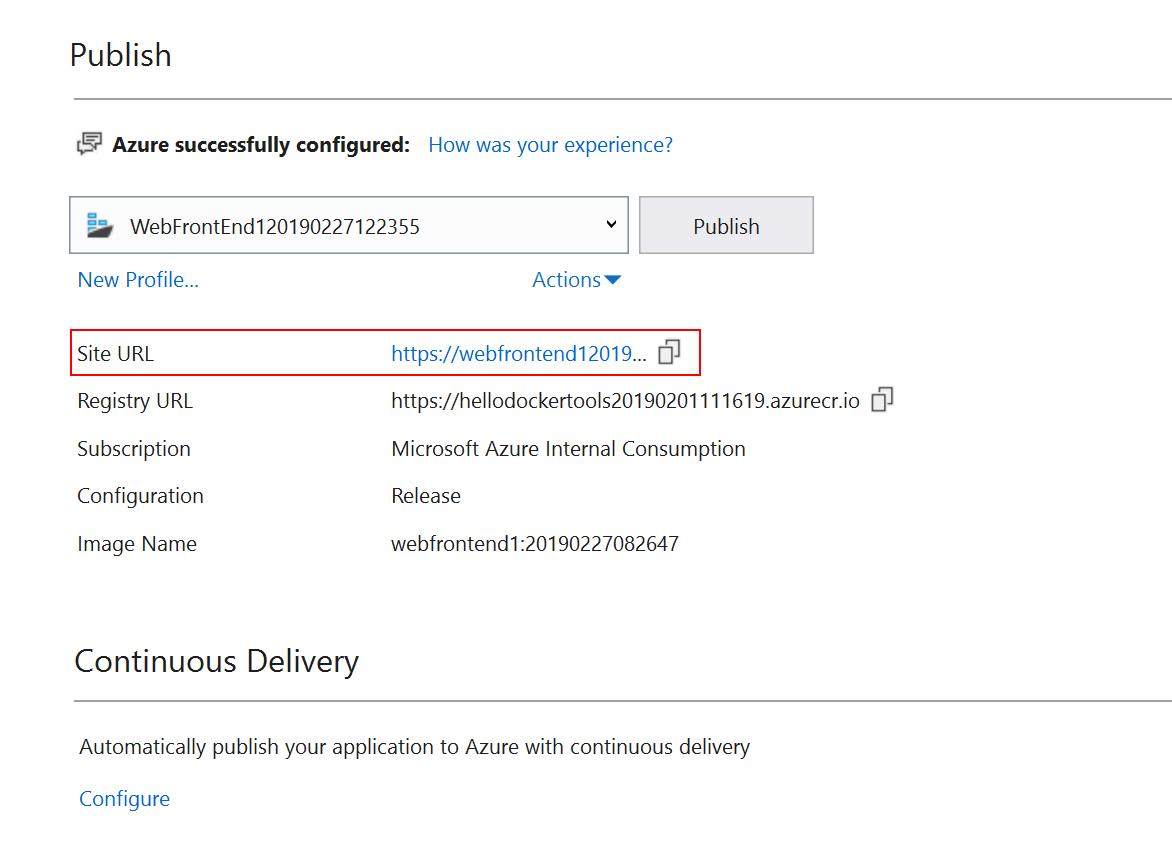 Publish
Azure successfully configured: How was your experience?
WebFrontEnd120190227122355 Publish
New Profile... Actions
Site URL https://webfrontend12019...
Registry URL https://hellodockertools20190201111619.azurecr.io
Subscription Microsoft Azure Internal Consumption
Configuration Release
Image Name webfrontend1:20190227082647
Continuous Delivery
Automatically publish your application to Azure with continuous delivery
Configure